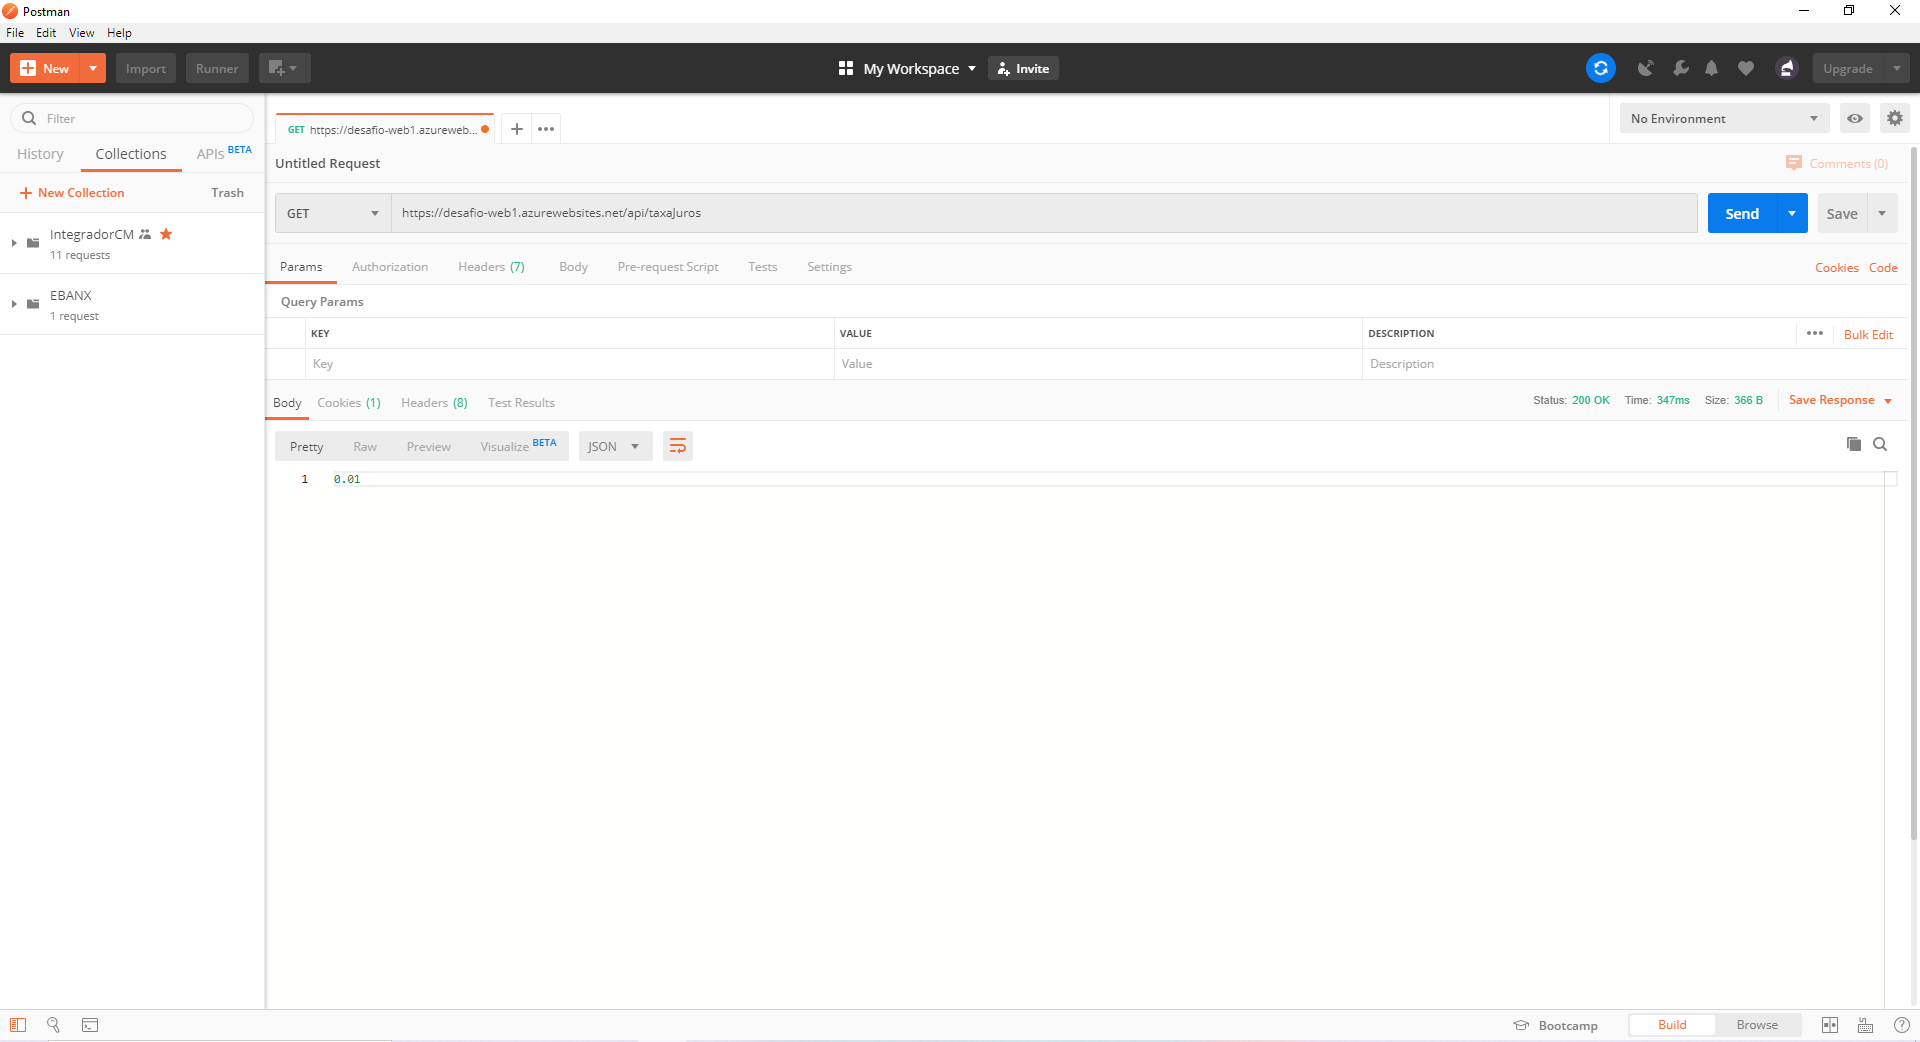 Postman
File Edit View Help
New Import Runner My Workspace Invite Upgrade
Filter
History Collections APIs BETA
New Collection Trash
IntegradorCM
11 requests
EBANX
1 request
GET https://desafio-web1.azureweb...
No Environment
Untitled Request Comments (0)
GET https://desafio-web1.azurewebsites.net/api/taxaJuros Send Save
Params Authorization Headers (7) Body Pre-request Script Tests Settings Cookies Code
Query Params
KEY VALUE DESCRIPTION Bulk Edit
Key Value Description
Body Cookies (1) Headers (8) Test Results Status: 200 OK Time: 347ms Size: 366 B Save Response
Pretty Raw Preview Visualize BETA JSON
1 0.01
Bootcamp Build Browse